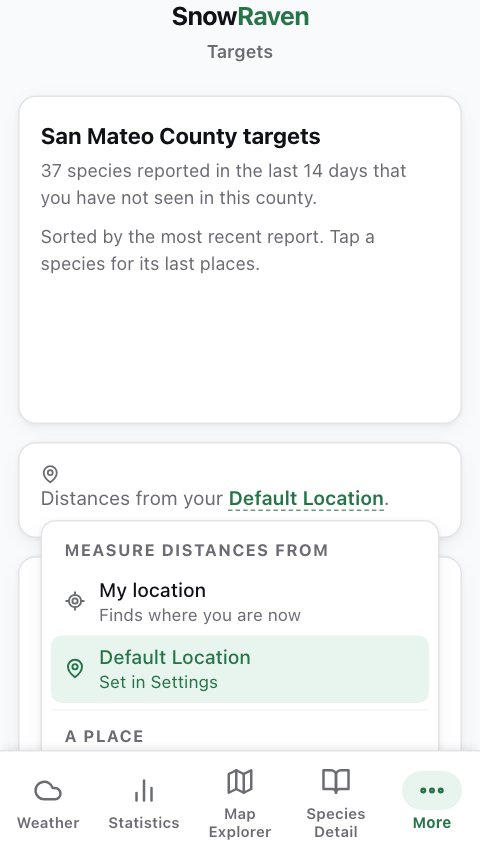 SnowRaven
Targets
San Mateo County targets
37 species reported in the last 14 days that
you have not seen in this county.
Sorted by the most recent report. Tap a
species for its last places.
Distances from your Default Location.
MEASURE DISTANCES FROM
My location
Finds where you are now
Default Location
Set in Settings
A PLACE
Weather
Statistics
Map
Explorer
Species
Detail
More